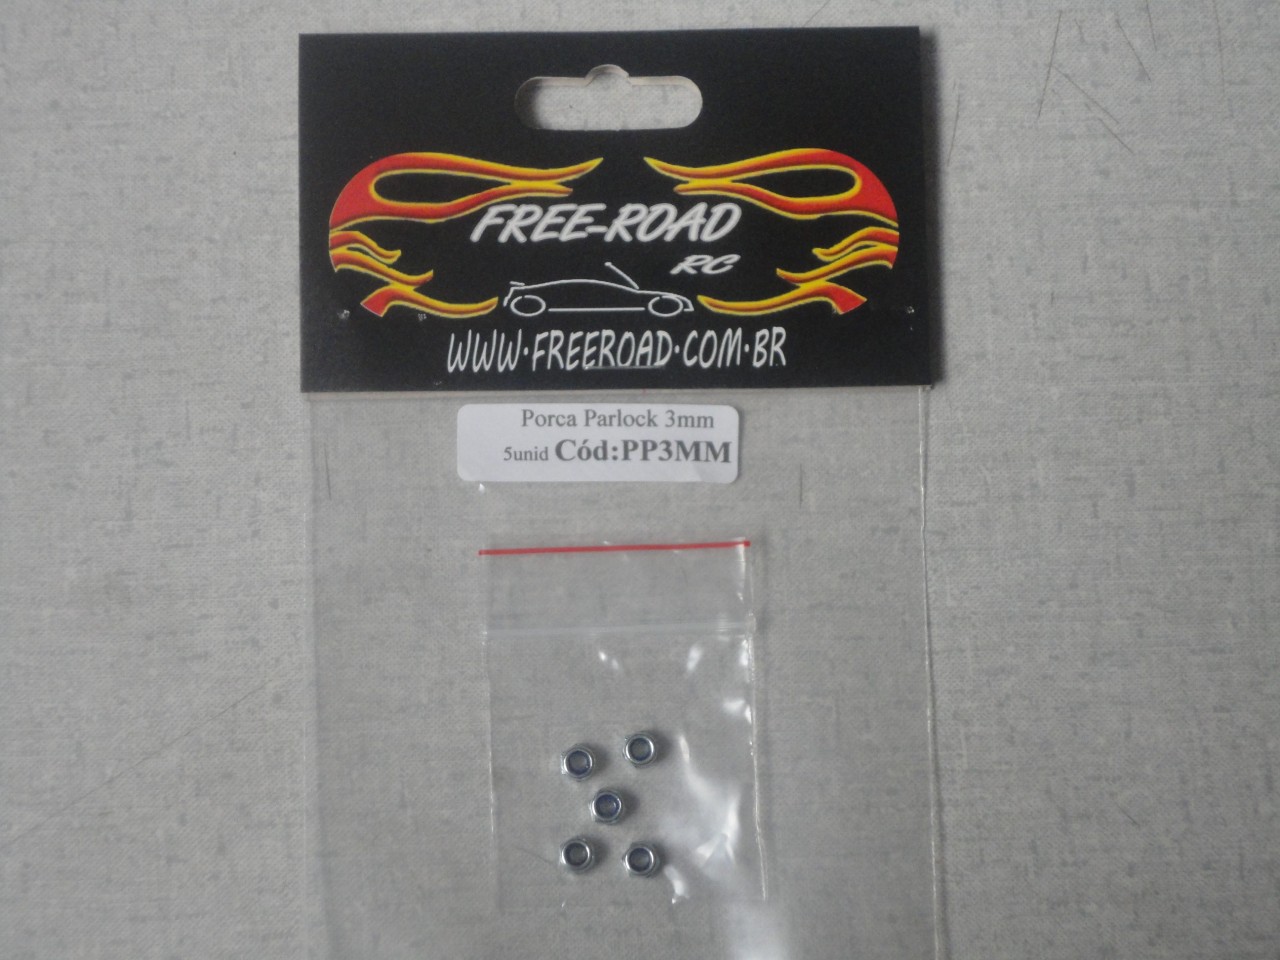 FREE-ROAD
RC
WWW.FREEROAD.COM.BR
Porca Parlock 3mm
5unid Cód:PP3MM